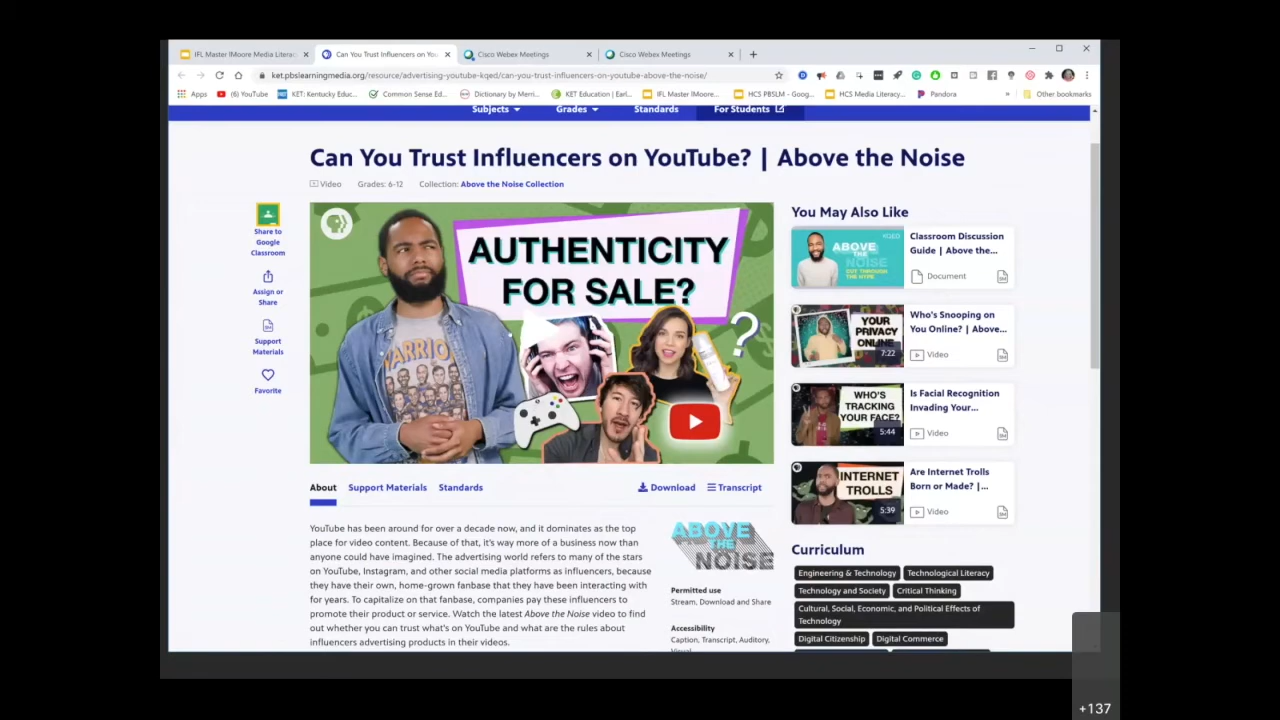 IFL Master !Moore Media Literac
Can You Trust Influencers on You
Cisco Webex Meetings
Cisco Webex Meetings
ket.pbslearningmedia.org/resource/advertising-youtube-kqed/can-you-trust-influencers-on-youtube-above-the-noise/
Apps
(6) YouTube
KET: Kentucky Educ...
Common Sense Ed...
Dictionary by Merri...
KET Education | Earl...
IFL Master !Moore...
HCS PBSLM - Goog...
HCS Media Literacy...
Pandora
»
Other bookmarks
Subjects
Grades
Standards
For Students
Can You Trust Influencers on YouTube? | Above the Noise
Video
Grades: 6-12
Collection: Above the Noise Collection
Share to
Google
Classroom
Assign or
Share
Support
Materials
Favorite
AUTHENTICITY
FOR SALE?
WARRIORS
?
About
Support Materials
Standards
Download
Transcript
YouTube has been around for over a decade now, and it dominates as the top
place for video content. Because of that, it's way more of a business now than
anyone could have imagined. The advertising world refers to many of the stars
on YouTube, Instagram, and other social media platforms as influencers, because
they have their own, home-grown fanbase that they have been interacting with
for years. To capitalize on that fanbase, companies pay these influencers to
promote their product or service. Watch the latest Above the Noise video to find
out whether you can trust what's on YouTube and what are the rules about
influencers advertising products in their videos.
ABOVE
THE
NOISE
Permitted use
Stream, Download and Share
Accessibility
Caption, Transcript, Auditory,
Visual
You May Also Like
KQED
ABOVE
THE
NOISE
CUT THROUGH
THE HYPE
Classroom Discussion
Guide | Above the...
Document
YOUR
PRIVACY
ONLINE
7:22
Who's Snooping on
You Online? | Above...
Video
WHO'S
TRACKING
YOUR FACE?
5:44
Is Facial Recognition
Invading Your...
Video
INTERNET
TROLLS
5:39
Are Internet Trolls
Born or Made? |...
Video
Curriculum
Engineering & Technology
Technological Literacy
Technology and Society
Critical Thinking
Cultural, Social, Economic, and Political Effects of
Technology
Digital Citizenship
Digital Commerce
+137